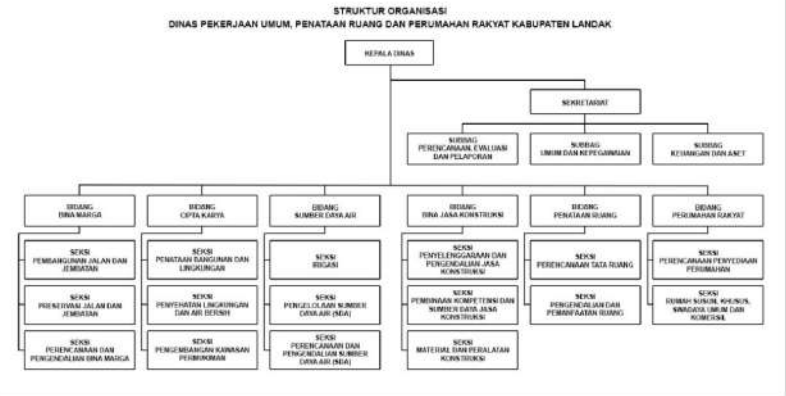 STRUKTUR ORGANISASI
DINAS PEKERJAAN UMUM, PENATAAN RUANG DAN PERUMAHAN RAKYAT KABUPATEN LANDAK
KEPALA DINAS
SEKRETARIAT
SUBBAG
PERENCANAAN, EVALUASI
DAN PELAPORAN
SUBBAG
UMUM DAN KEPEGAWAIAN
SUBBAG
KEUANGAN DAN ASET
BIDANG
BINA MARGA
BIDANG
CIPTA KARYA
BIDANG
SUMBER DAYA AIR
BIDANG
BINA JASA KONSTRUKSI
BIDANG
PENATAAN RUANG
BIDANG
PERUMAHAN RAKYAT
SEKSI
PEMBANGUNAN JALAN DAN
JEMBATAN
SEKSI
PENATAAN BANGUNAN DAN
LINGKUNGAN
SEKSI
IRIGASI
SEKSI
PENYELENGGARAAN DAN
PENGENDALIAN JASA
KONSTRUKSI
SEKSI
PERENCANAAN TATA RUANG
SEKSI
PERENCANAAN PENYEDIAAN
PERUMAHAN
SEKSI
PRESERVASI JALAN DAN
JEMBATAN
SEKSI
PENYEHATAN LINGKUNGAN
DAN AIR BERSIH
SEKSI
PENGELOLAAN SUMBER
DAYA AIR (SDA)
SEKSI
PEMBINAAN KOMPETENSI DAN
SUMBER DAYA JASA
KONSTRUKSI
SEKSI
PENGENDALIAN DAN
PEMANFAATAN RUANG
SEKSI
RUMAH SUSUN, KHUSUS,
SWADAYA UMUM DAN
KOMERSIL
SEKSI
PERENCANAAN DAN
PENGENDALIAN BINA MARGA
SEKSI
PENGEMBANGAN KAWASAN
PERMUKIMAN
SEKSI
PERENCANAAN DAN
PENGENDALIAN SUMBER
DAYA AIR (SDA)
SEKSI
MATERIAL DAN PERALATAN
KONSTRUKSI